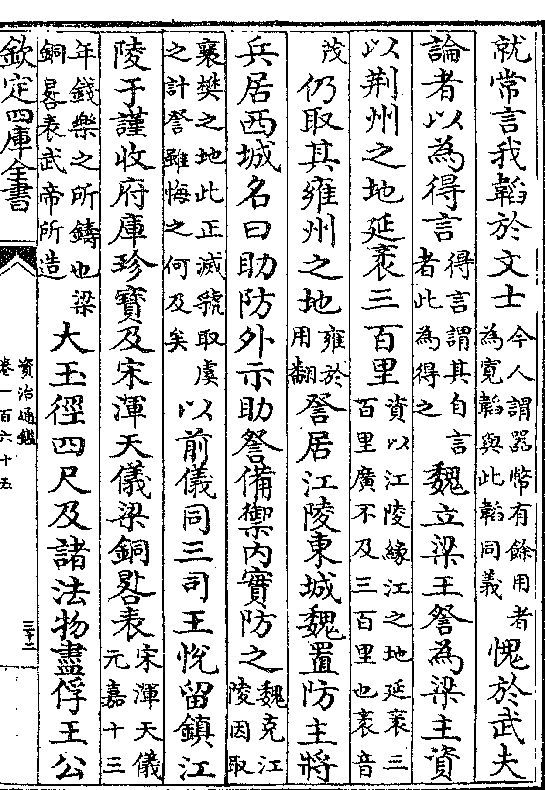 就常言我韜於文士今人謂器幣有餘用者為寛韜與此韜同義愧於武夫
論者以為得言得言謂其自言者此為得之魏立梁王詧為梁主資
以荆州之地延袤三百里資以江陵緣江之地延袤三百里廣不及三百里也袤音
茂仍取其雍州之地雍於用翻詧居江陵東城魏置防主將
兵居西城名曰助防外示助詧備禦内實防之魏克江陵因取
襄樊之地此正滅虢取虞之計詧雖悔之何及矣以前儀同三司王恱留鎮江
陵于謹收府庫珍寶及宋渾天儀梁銅晷表宋渾天儀元嘉十三
年錢樂之所鑄也梁銅晷表武帝所造大玉徑四尺及諸法物盡俘王公
欽定四庫全書
資治通鑑
卷一百六十五
三十二